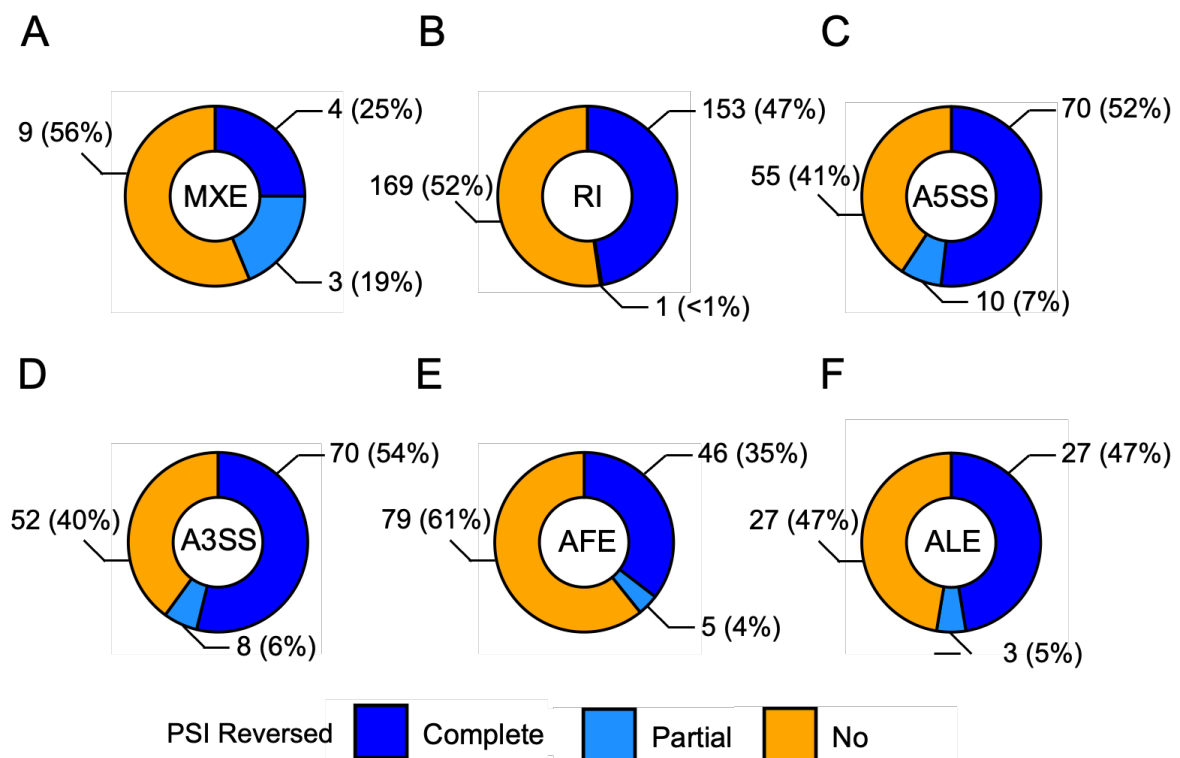 A
4 (25%)
9 (56%)
MXE
3 (19%)
B
153 (47%)
169 (52%)
RI
1 (<1%)
C
70 (52%)
55 (41%)
A5SS
10 (7%)
D
70 (54%)
52 (40%)
A3SS
8 (6%)
E
46 (35%)
79 (61%)
AFE
5 (4%)
F
27 (47%)
27 (47%)
ALE
3 (5%)
PSI Reversed Complete Partial No